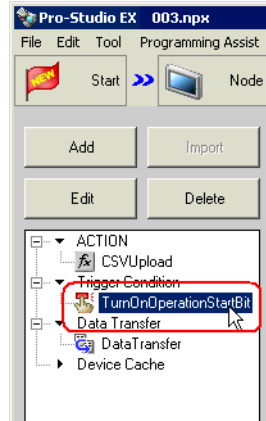 Pro-Studio EX 003.npx
File Edit Tool Programming Assist
NEW Start Node
Add Import
Edit Delete
ACTION
fx CSVUpload
Trigger Condition
TurnOnOperationStartBit
Data Transfer
DataTransfer
Device Cache